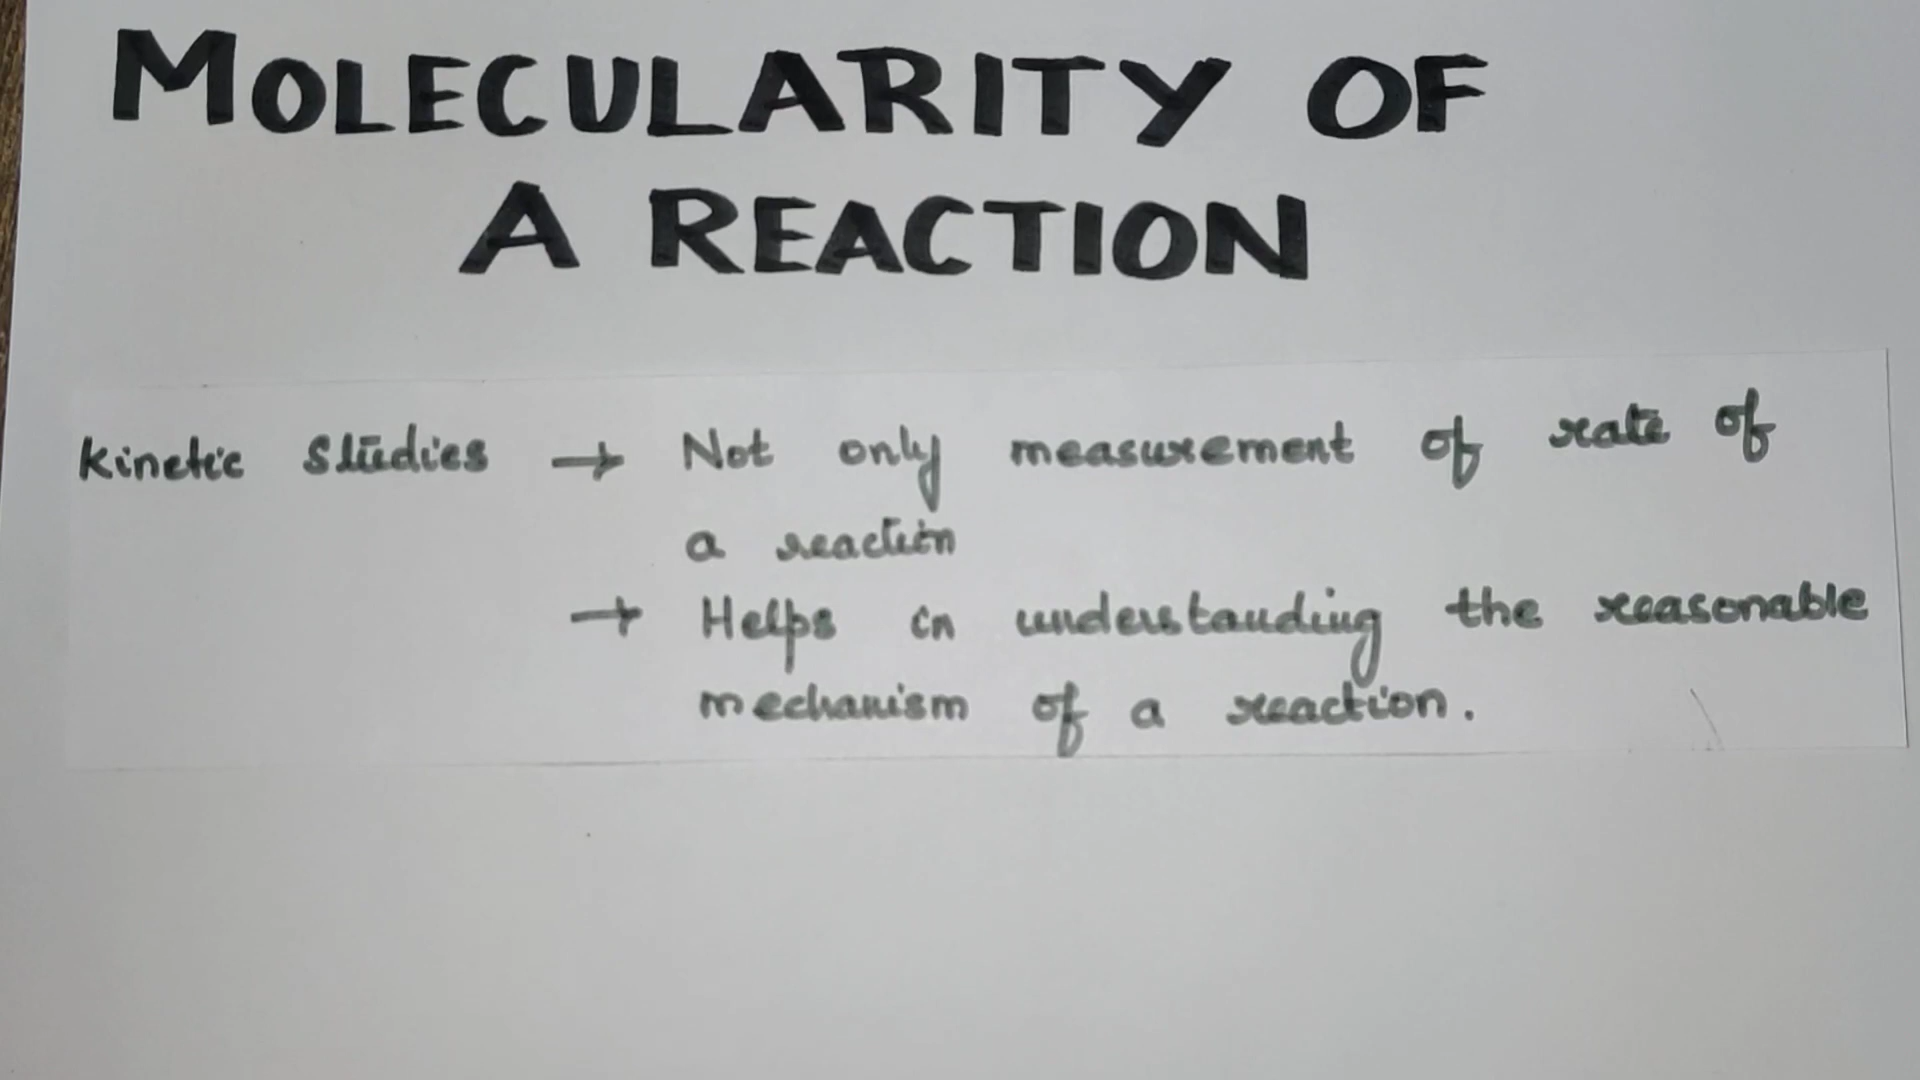 MOLECULARITY OF
A REACTION
Kinetic Studies → Not only measurement of rate of
a reaction
→ Helps in understanding the reasonable
mechanism of a reaction.